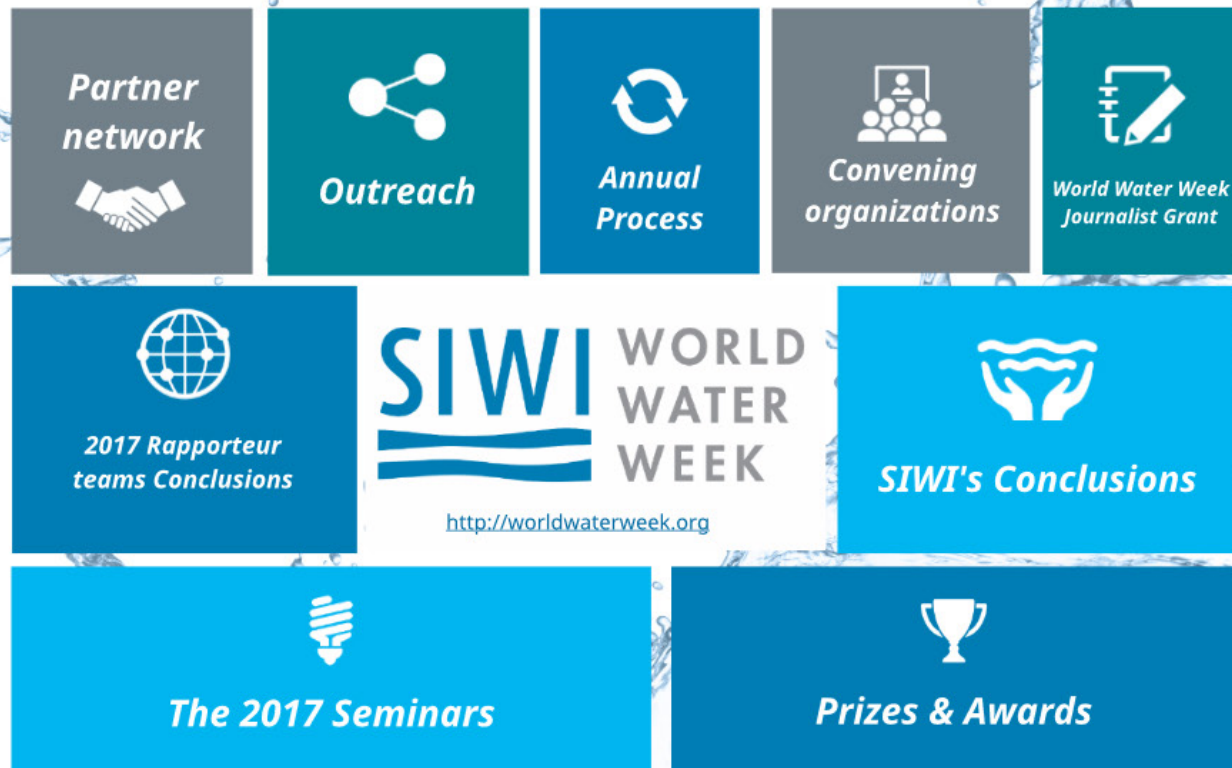 Partner
network
Outreach
Annual
Process
Convening
organizations
World Water Week
Journalist Grant
2017 Rapporteur
teams Conclusions
SIWI
WORLD
WATER
WEEK
http://worldwaterweek.org
SIWI's Conclusions
The 2017 Seminars
Prizes & Awards